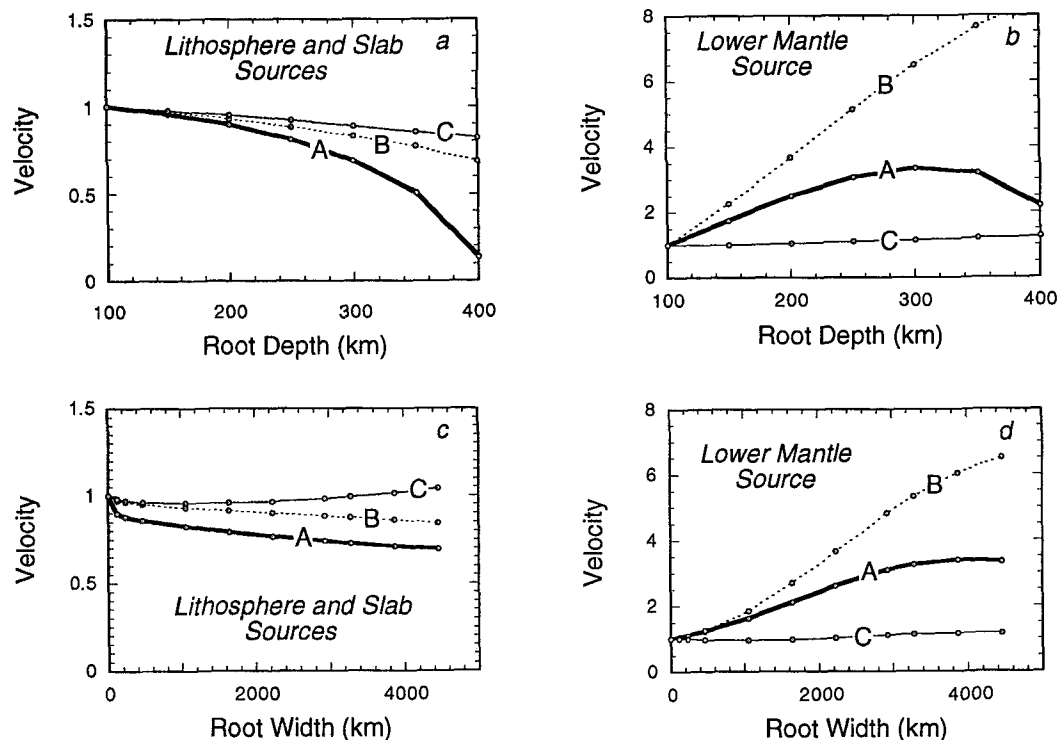 1.5
a
Lithosphere and Slab
Sources
1
C
B
A
0.5
0
100
200
300
400
Velocity
Root Depth (km)
8
b
Lower Mantle
Source
6
B
4
A
2
C
0
100
200
300
400
Velocity
Root Depth (km)
1.5
c
1
C
B
A
0.5
Lithosphere and Slab
Sources
0
0
2000
4000
Velocity
Root Width (km)
8
d
Lower Mantle
Source
6
B
4
A
2
C
0
0
2000
4000
Velocity
Root Width (km)